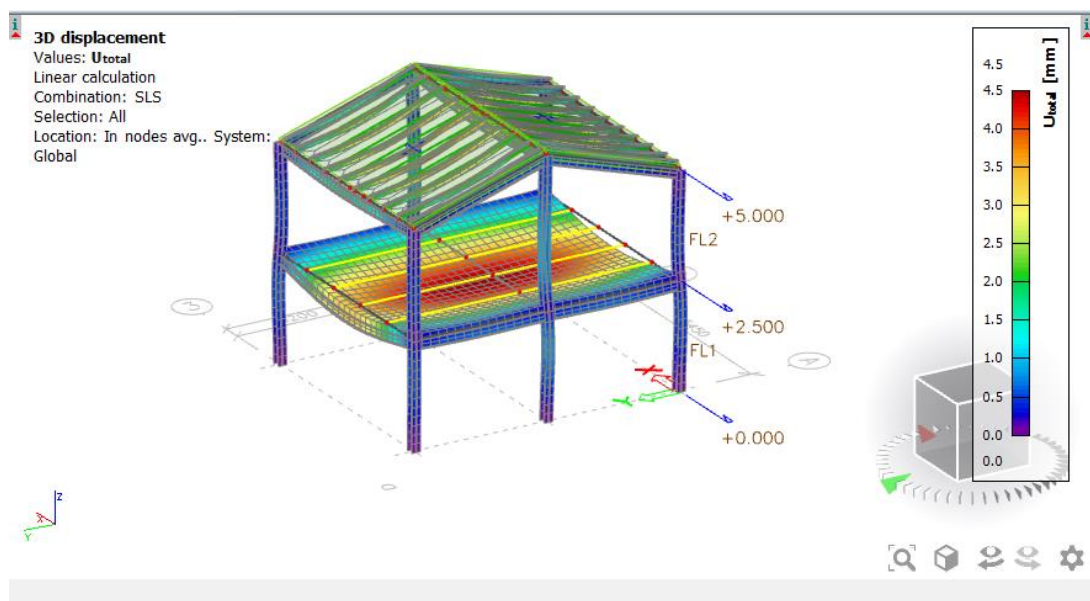 3D displacement
Values: Utotal
Linear calculation
Combination: SLS
Selection: All
Location: In nodes avg.. System:
Global
+5.000
FL2
+2.500
FL1
+0.000
3
A
X
Y
Z
X
Y
Utotal [mm]
4.5
4.5
4.0
3.5
3.0
2.5
2.0
1.5
1.0
0.5
0.0
0.0